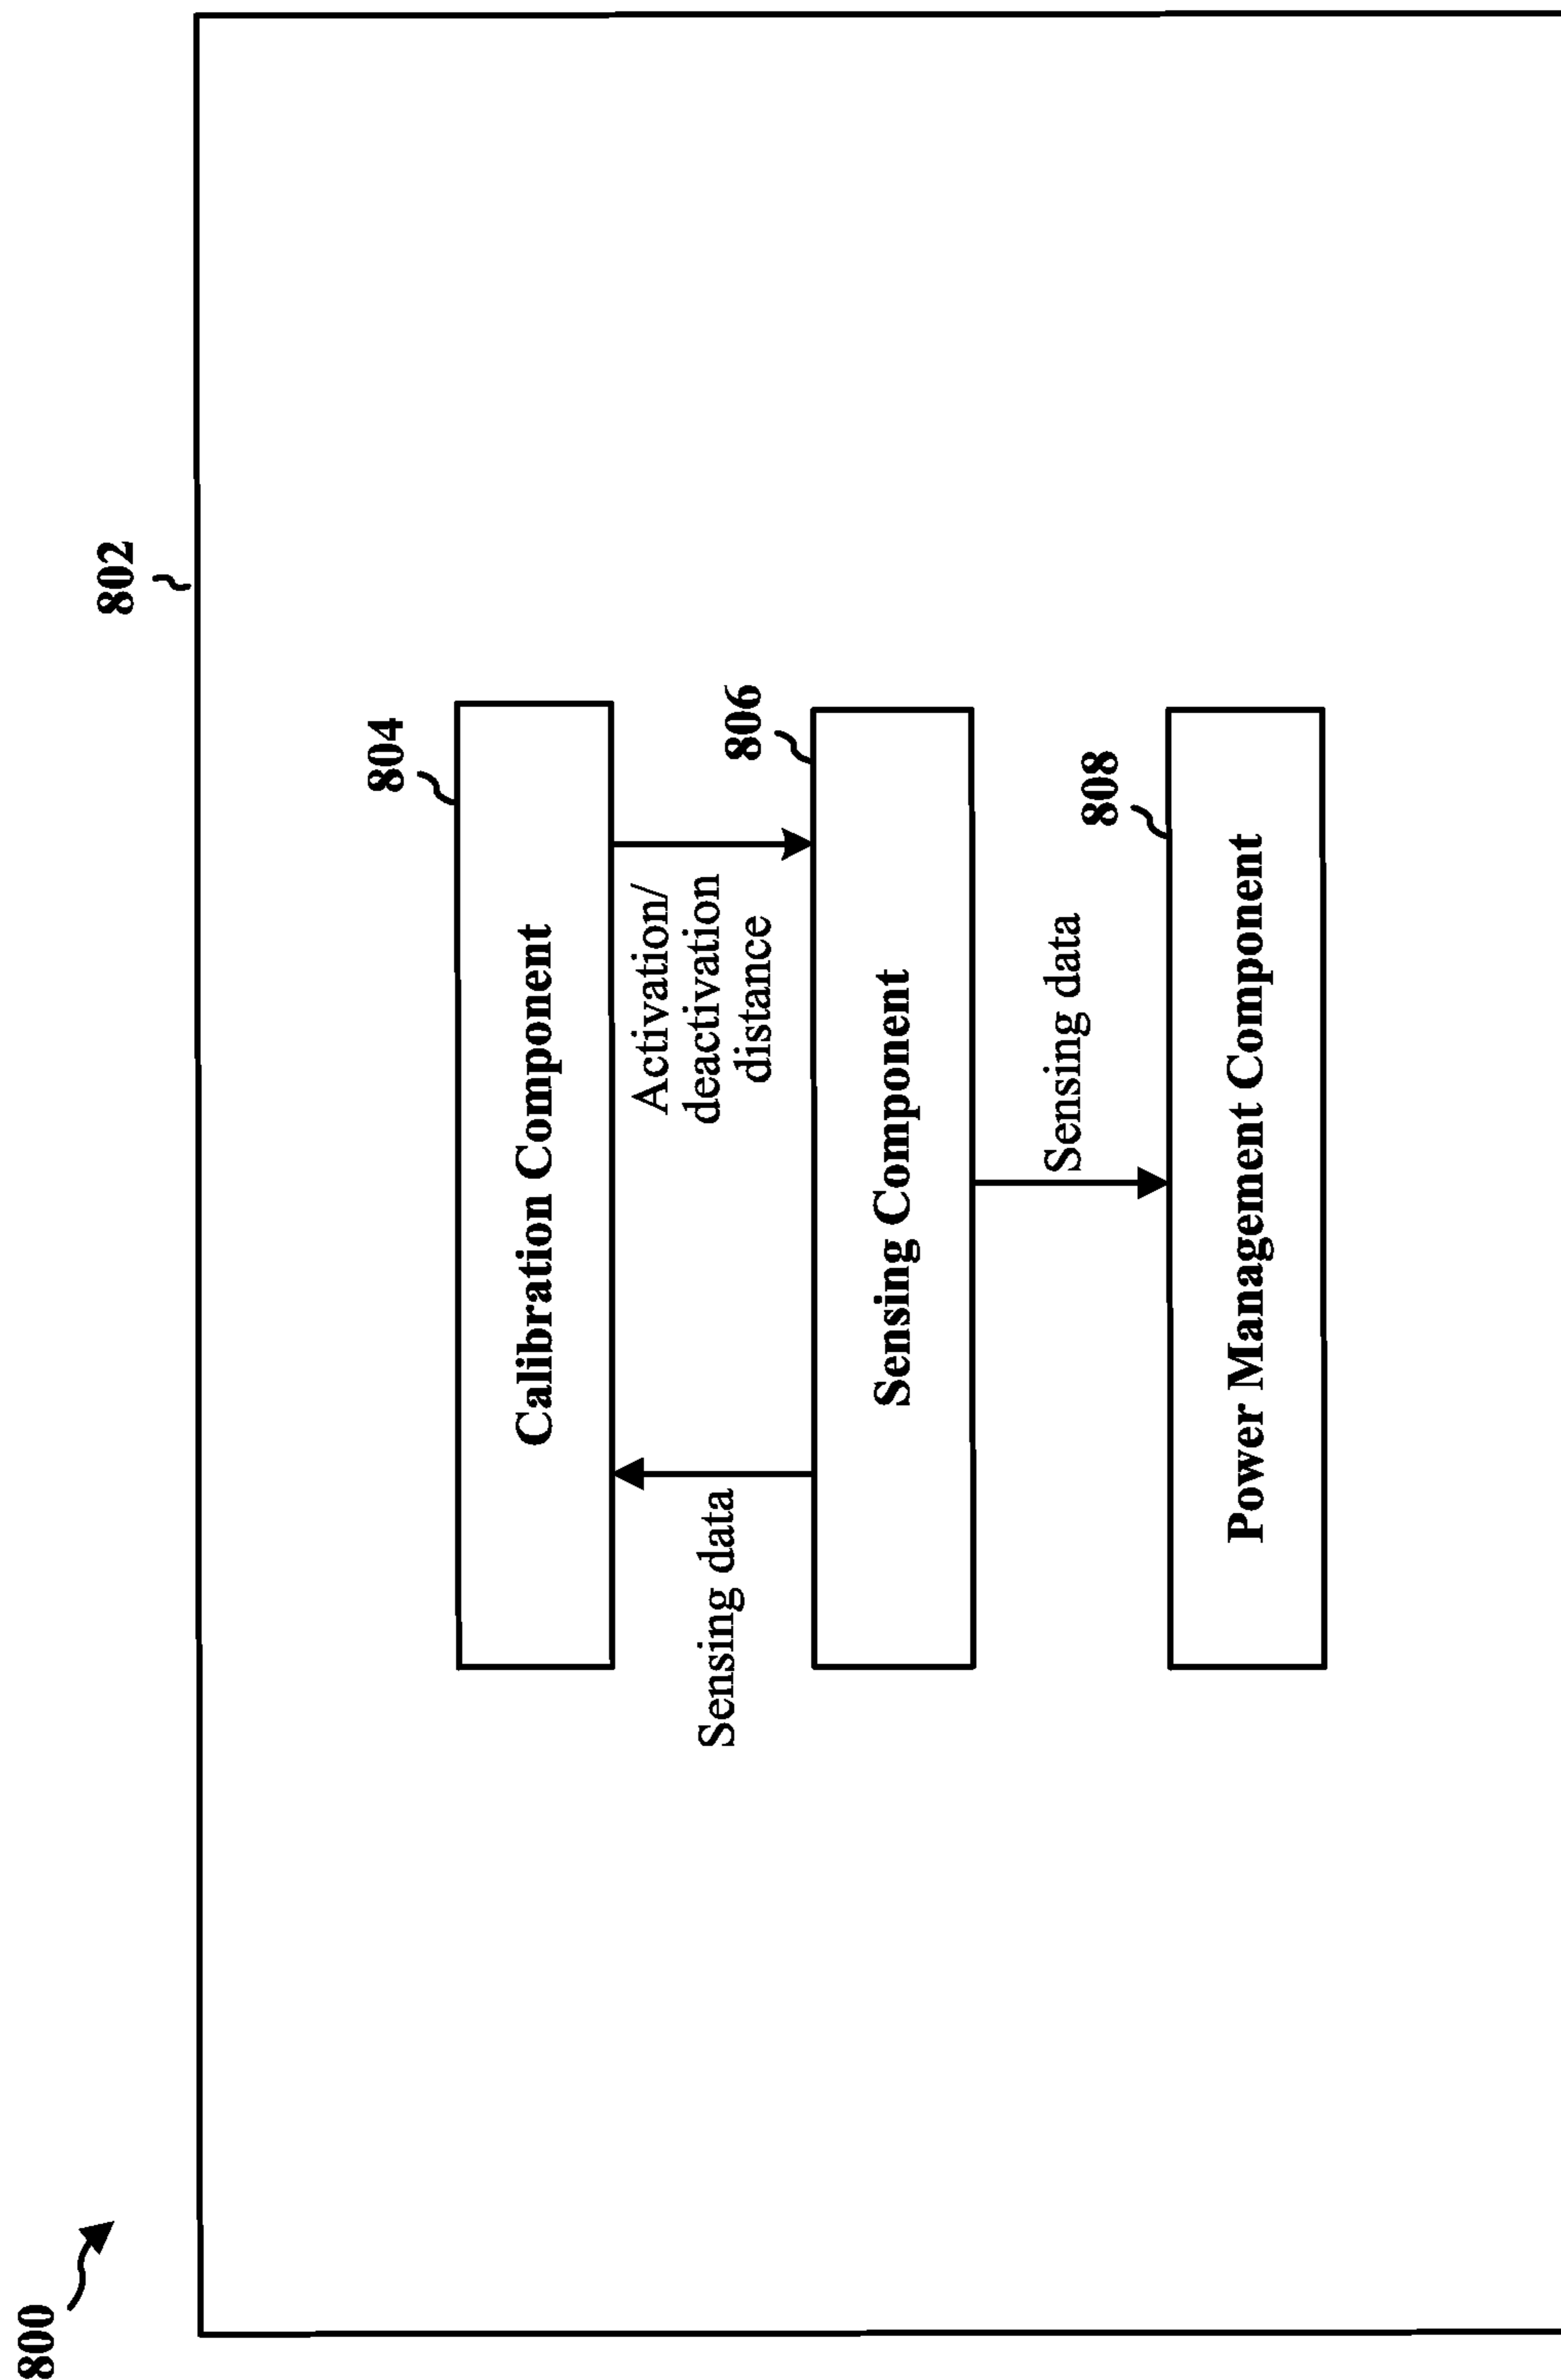 800
802
804
Calibration Component
Sensing data
Activation/
deactivation
distance
806
Sensing Component
Sensing data
808
Power Management Component